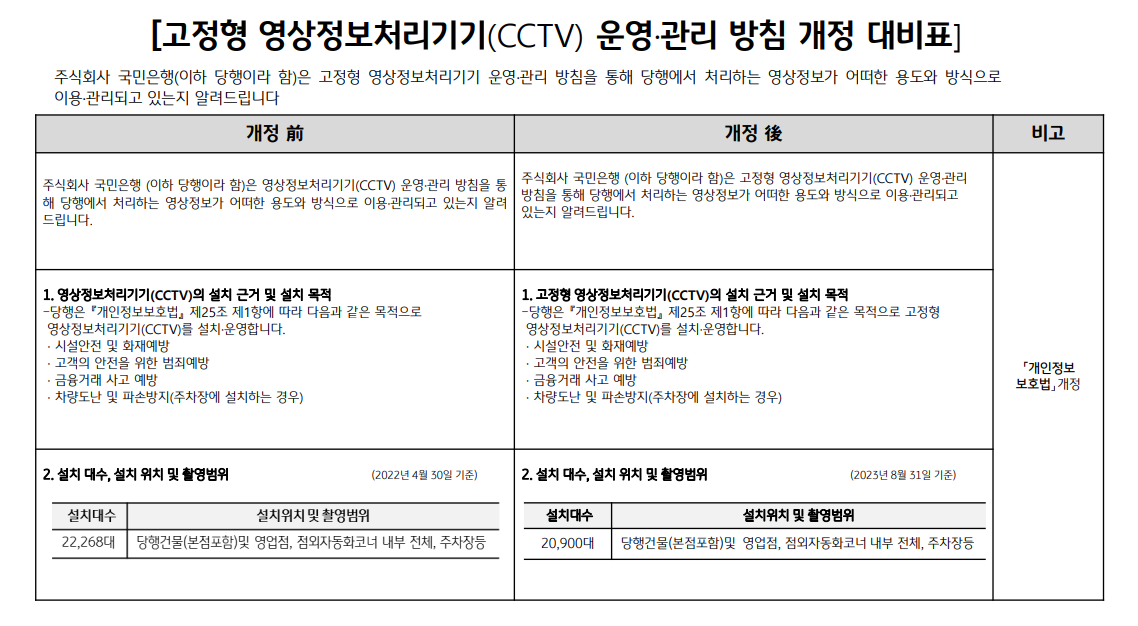 [고정형 영상정보처리기기(CCTV) 운영·관리 방침 개정 대비표]
주식회사 국민은행(이하 당행이라 함)은 고정형 영상정보처리기기 운영·관리 방침을 통해 당행에서 처리하는 영상정보가 어떠한 용도와 방식으로
이용·관리되고 있는지 알려드립니다
개정 前
개정 後
비고
주식회사 국민은행 (이하 당행이라 함)은 영상정보처리기기(CCTV) 운영·관리 방침을 통
해 당행에서 처리하는 영상정보가 어떠한 용도와 방식으로 이용·관리되고 있는지 알려
드립니다.
주식회사 국민은행 (이하 당행이라 함)은 고정형 영상정보처리기기(CCTV) 운영·관리
방침을 통해 당행에서 처리하는 영상정보가 어떠한 용도와 방식으로 이용·관리되고
있는지 알려드립니다.
1. 영상정보처리기기(CCTV)의 설치 근거 및 설치 목적
-당행은 『개인정보보호법』 제25조 제1항에 따라 다음과 같은 목적으로
영상정보처리기기(CCTV)를 설치·운영합니다.
· 시설안전 및 화재예방
· 고객의 안전을 위한 범죄예방
· 금융거래 사고 예방
· 차량도난 및 파손방지(주차장에 설치하는 경우)
1. 고정형 영상정보처리기기(CCTV)의 설치 근거 및 설치 목적
-당행은 『개인정보보호법』 제25조 제1항에 따라 다음과 같은 목적으로 고정형
영상정보처리기기(CCTV)를 설치·운영합니다.
· 시설안전 및 화재예방
· 고객의 안전을 위한 범죄예방
· 금융거래 사고 예방
· 차량도난 및 파손방지(주차장에 설치하는 경우)
「개인정보
보호법」개정
2. 설치 대수, 설치 위치 및 촬영범위 (2022년 4월 30일 기준)
설치대수 설치위치 및 촬영범위
22,268대 당행건물(본점포함)및 영업점, 점외자동화코너 내부 전체, 주차장등
2. 설치 대수, 설치 위치 및 촬영범위 (2023년 8월 31일 기준)
설치대수 설치위치 및 촬영범위
20,900대 당행건물(본점포함)및 영업점, 점외자동화코너 내부 전체, 주차장등